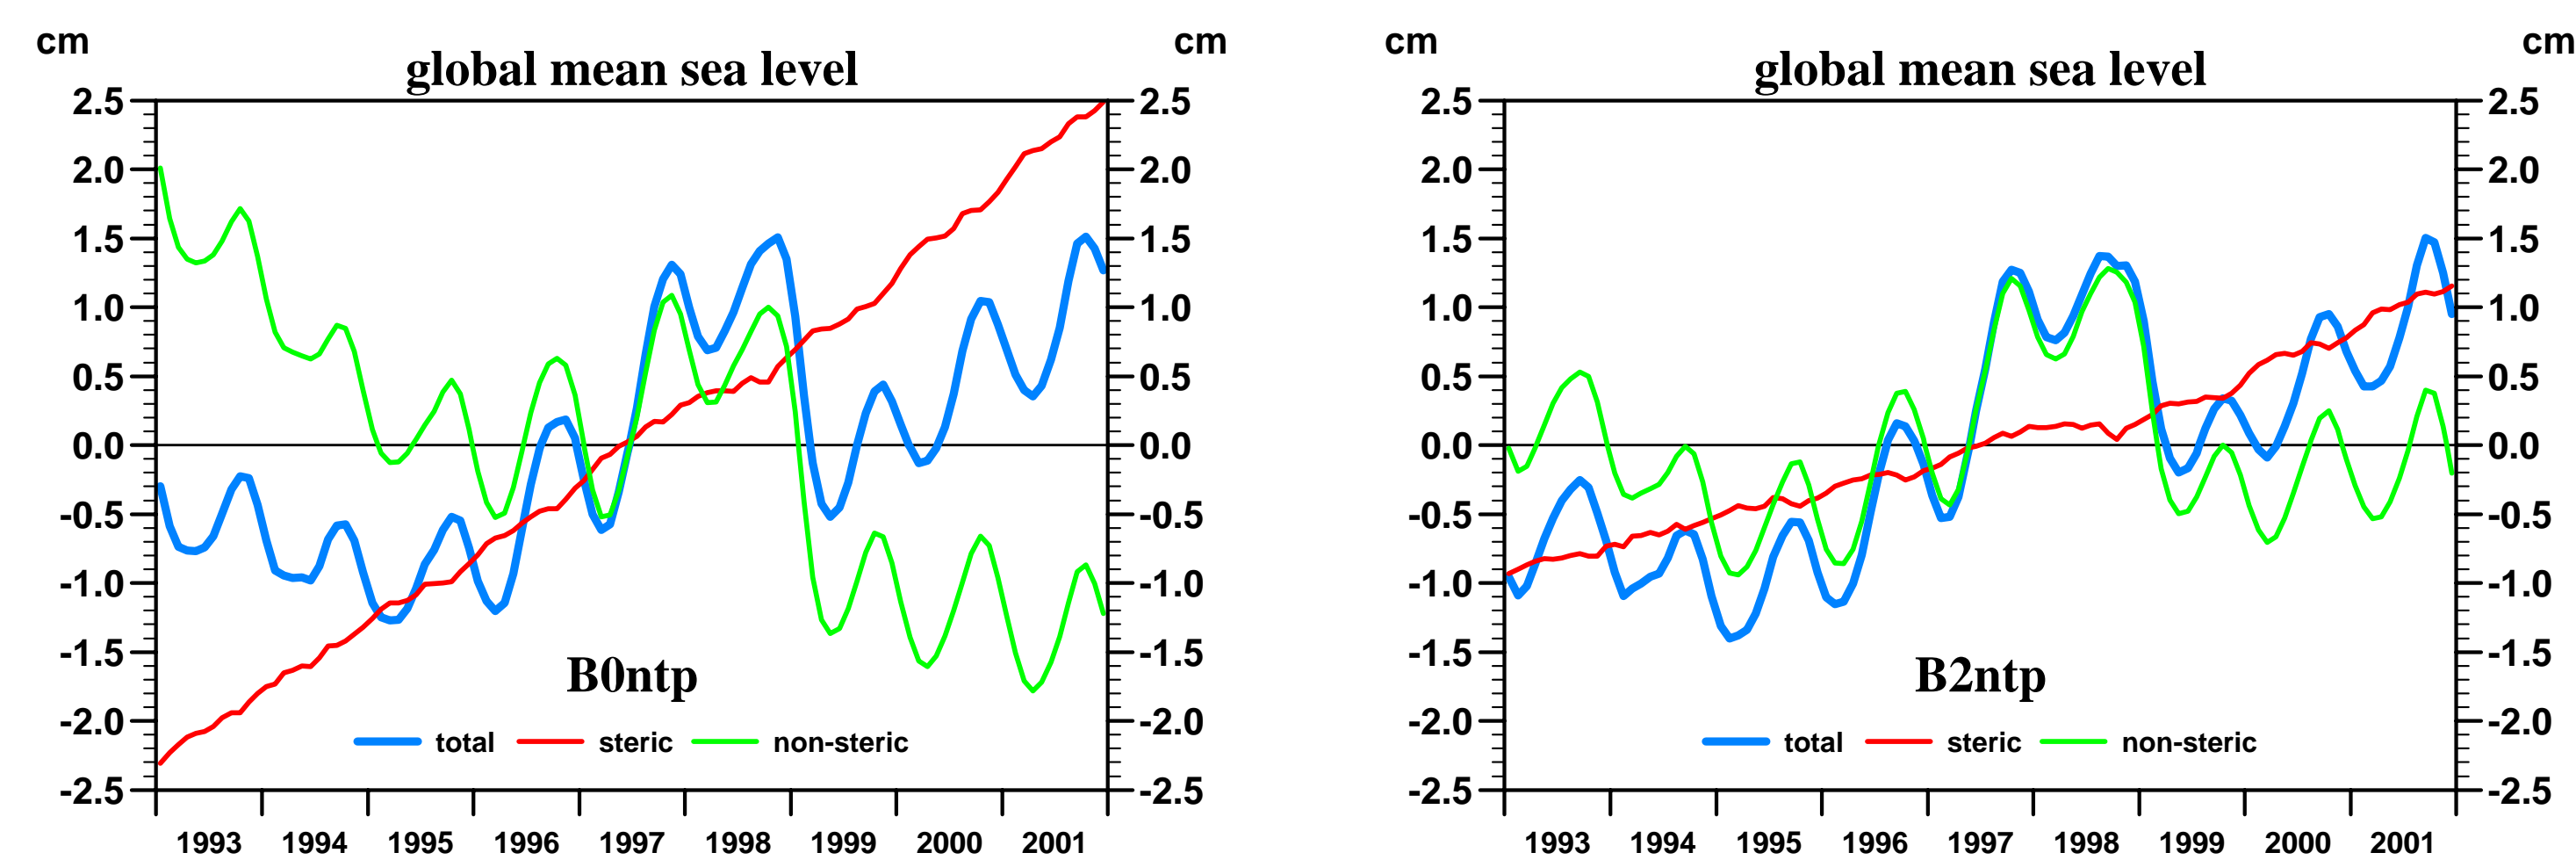 cm cm
global mean sea level
2.5 2.5
2.0 2.0
1.5 1.5
1.0 1.0
0.5 0.5
0.0 0.0
-0.5 -0.5
-1.0 -1.0
-1.5 -1.5
B0ntp
-2.0 -2.0
total steric non-steric
-2.5 -2.5
1993 1994 1995 1996 1997 1998 1999 2000 2001
cm cm
global mean sea level
2.5 2.5
2.0 2.0
1.5 1.5
1.0 1.0
0.5 0.5
0.0 0.0
-0.5 -0.5
-1.0 -1.0
-1.5 -1.5
B2ntp
-2.0 -2.0
total steric non-steric
-2.5 -2.5
1993 1994 1995 1996 1997 1998 1999 2000 2001